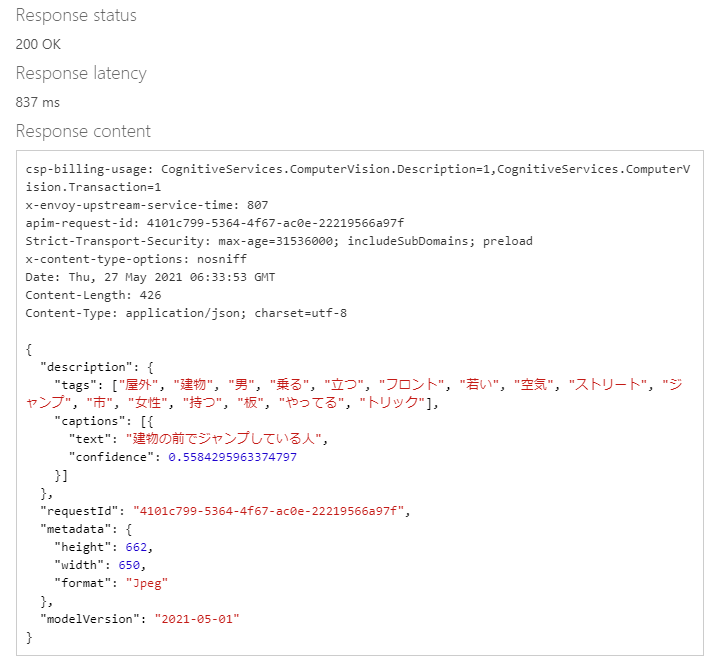 Response status
200 OK
Response latency
837 ms
Response content
csp-billing-usage: CognitiveServices.ComputerVision.Description=1,CognitiveServices.ComputerV
ision.Transaction=1
x-envoy-upstream-service-time: 807
apim-request-id: 4101c799-5364-4f67-ac0e-22219566a97f
Strict-Transport-Security: max-age=31536000; includeSubDomains; preload
x-content-type-options: nosniff
Date: Thu, 27 May 2021 06:33:53 GMT
Content-Length: 426
Content-Type: application/json; charset=utf-8

{
  "description": {
    "tags": ["屋外", "建物", "男", "乗る", "立つ", "フロント", "若い", "空気", "ストリート", "ジ
ャンプ", "市", "女性", "持つ", "板", "やってる", "トリック"],
    "captions": [{
      "text": "建物の前でジャンプしている人",
      "confidence": 0.5584295963374797
    }]
  },
  "requestId": "4101c799-5364-4f67-ac0e-22219566a97f",
  "metadata": {
    "height": 662,
    "width": 650,
    "format": "Jpeg"
  },
  "modelVersion": "2021-05-01"
}